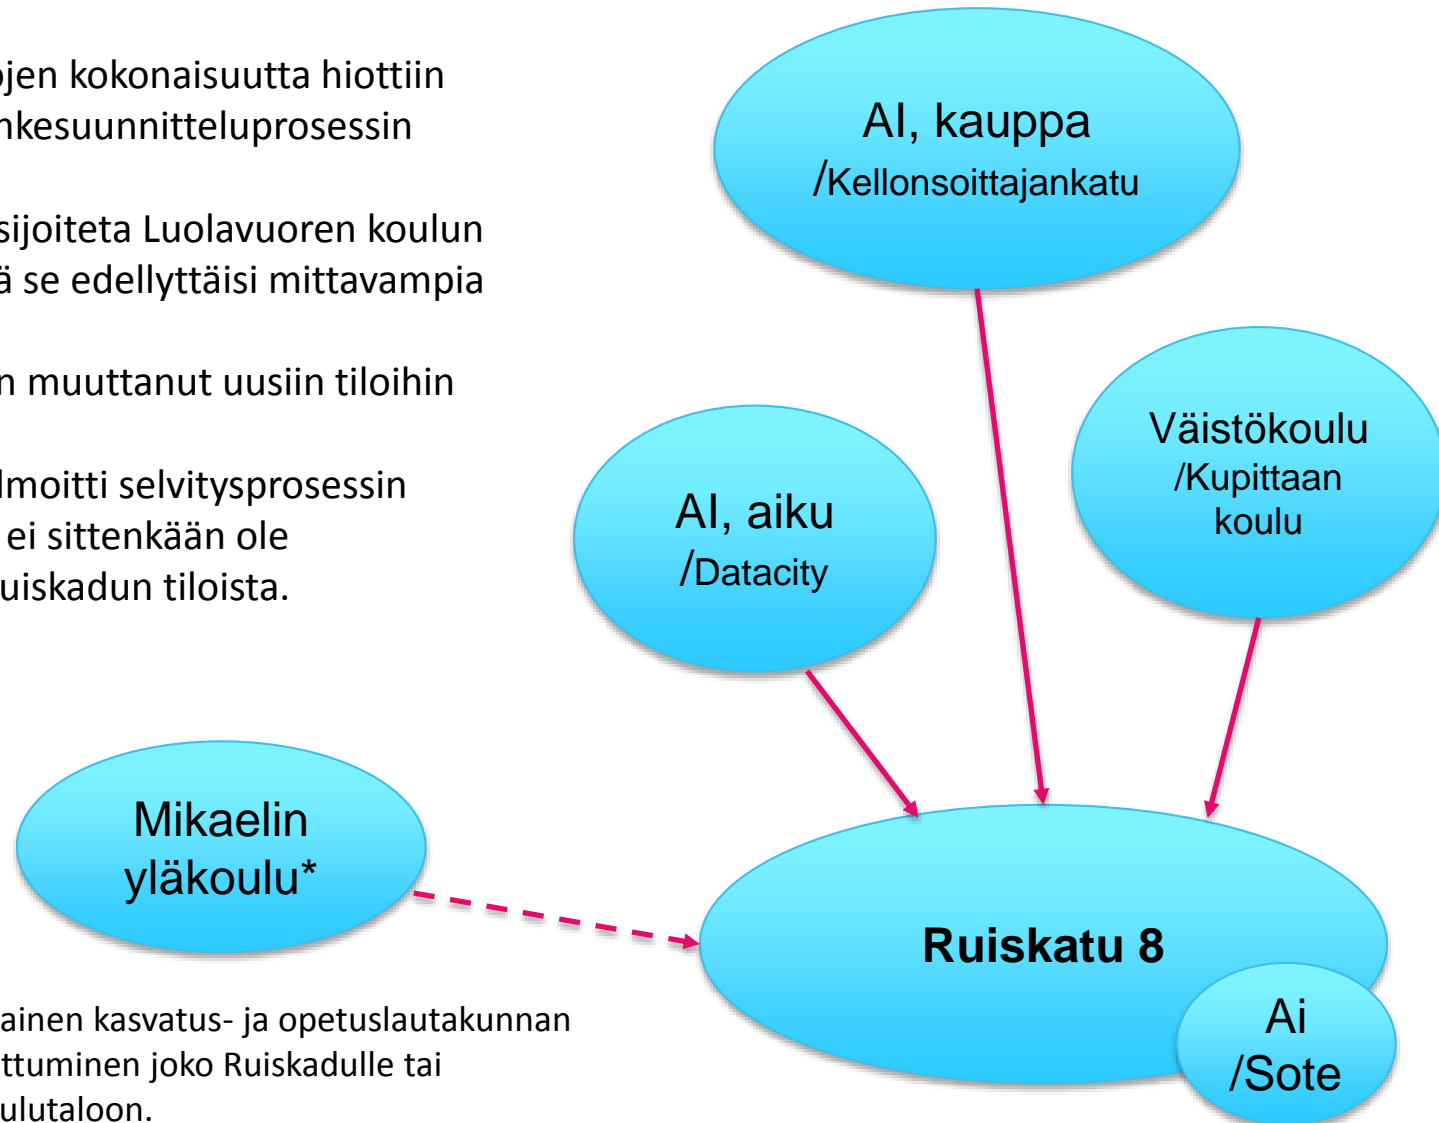 jen kokonaisuutta hiottiin
nkesuunnitteluprosessin
sijoiteta Luolavuoren koulun
ä se edellyttäisi mittavampia
n muuttanut uusiin tiloihin
lmoitti selvitysprosessin
ei sittenkään ole
uiskadun tiloista.
AI, kauppa
/Kellonsoittajankatu
Väistökoulu
/Kupittaan
koulu
AI, aiku
/Datacity
Mikaelin
yläkoulu*
Ruiskatu 8
Ai
/Sote
ainen kasvatus- ja opetuslautakunnan
ttuminen joko Ruiskadulle tai
ulutaloon.